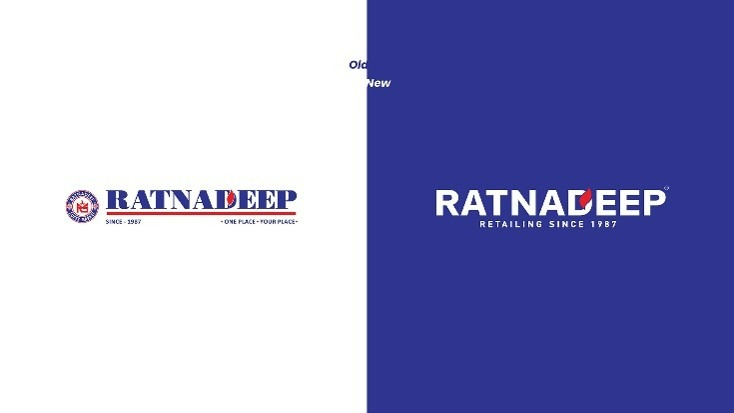 Old
New
RATNADEEP
SINCE - 1987
• ONE PLACE • YOUR PLACE •
RATNADEEP
RETAILING SINCE 1987